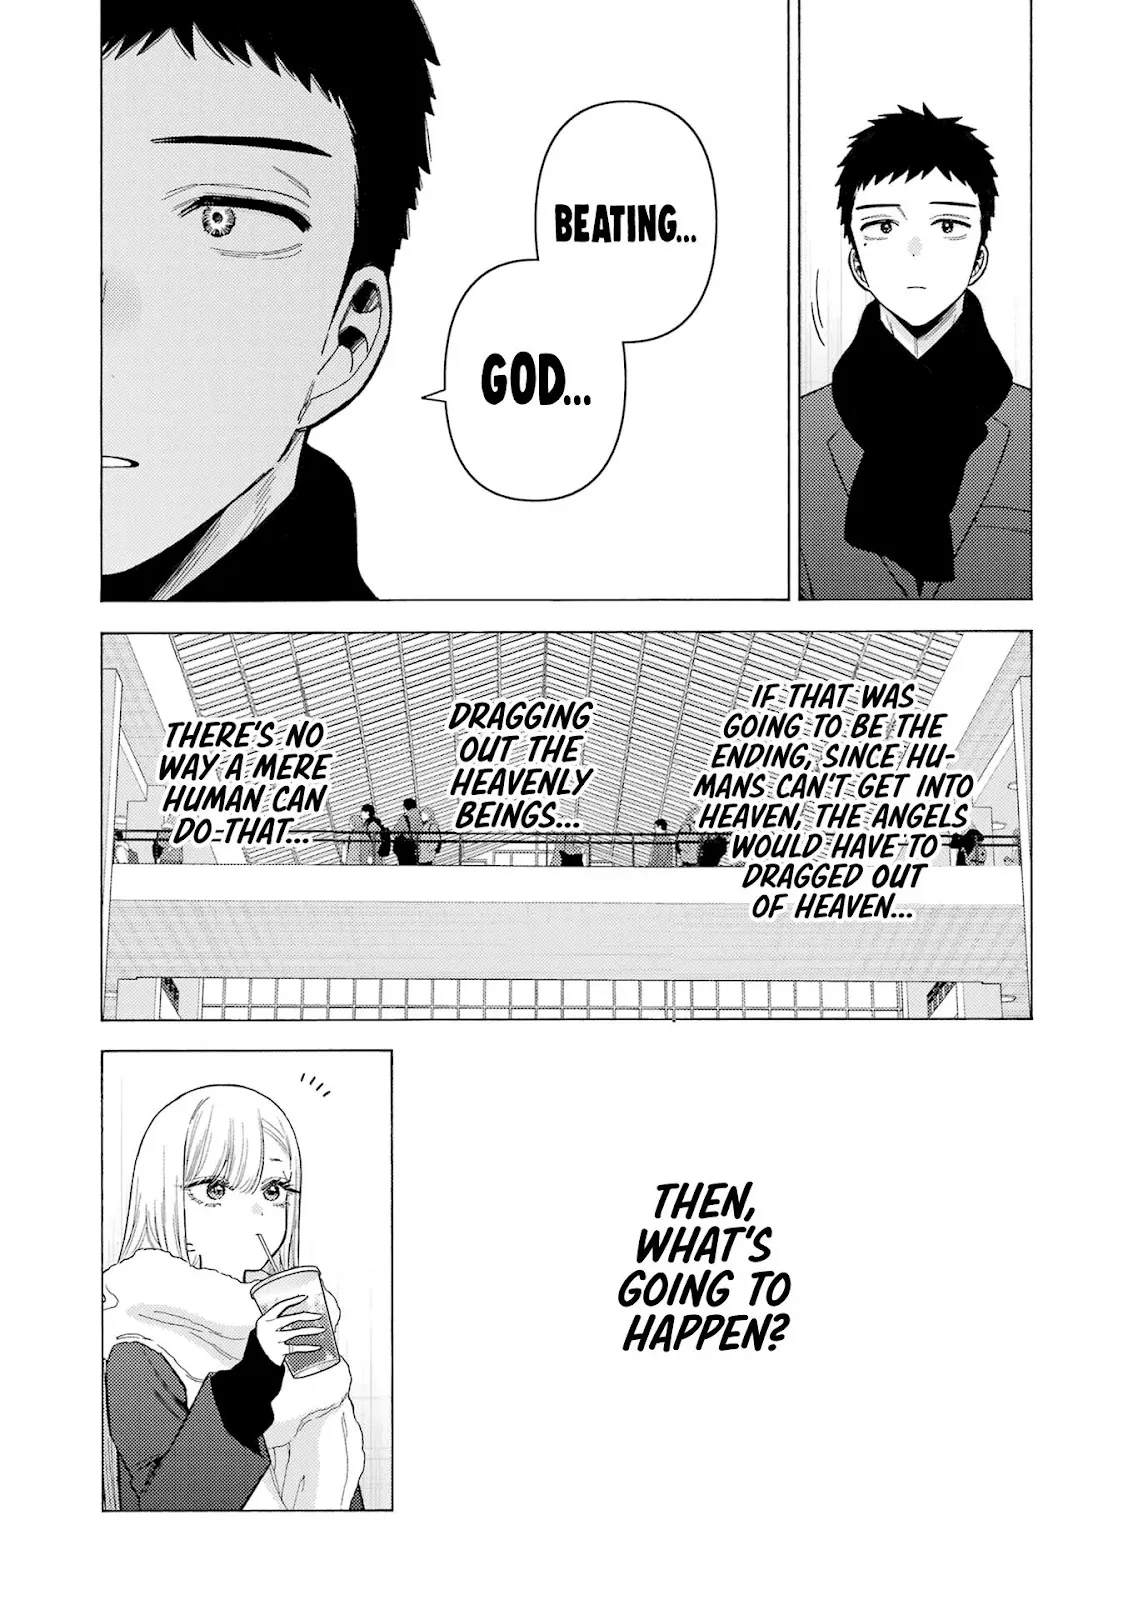 BEATING...
GOD...
IF THAT WAS
GOING TO BE THE
ENDING, SINCE HU-
MANS CAN'T GET INTO
HEAVEN, THE ANGELS
WOULD HAVE TO
DRAGGED OUT
OF HEAVEN...
DRAGGING
OUT THE
HEAVENLY
BEINGS...
THERE'S NO
WAY A MERE
HUMAN CAN
DO THAT...
THEN,
WHAT'S
GOING TO
HAPPEN?